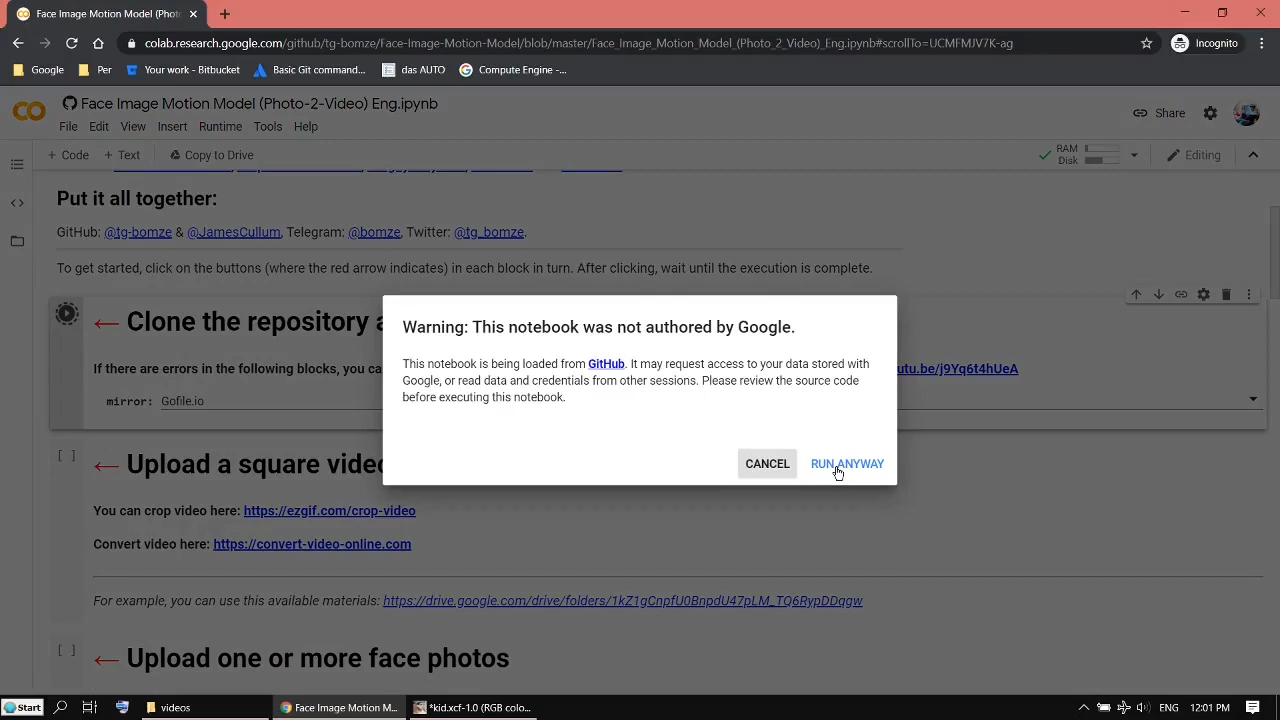 Face Image Motion Model (Photo
colab.research.google.com/github/tg-bomze/Face-Image-Motion-Model/blob/master/Face_Image_Motion_Model_(Photo_2_Video)_Eng.ipynb#scrollTo=UCMFMJV7K-ag
Incognito
Google Per Your work - Bitbucket Basic Git command... das AUTO Compute Engine -...
Face Image Motion Model (Photo-2-Video) Eng.ipynb
Share
File Edit View Insert Runtime Tools Help
+ Code + Text Copy to Drive
RAM
Disk
Editing
Put it all together:
GitHub: @tg-bomze & @JamesCullum, Telegram: @bomze, Twitter: @tg_bomze.
To get started, click on the buttons (where the red arrow indicates) in each block in turn. After clicking, wait until the execution is complete.
← Clone the repository a
If there are errors in the following blocks, you ca
utu.be/j9Yq6t4hUeA
mirror: Gofile.io
Warning: This notebook was not authored by Google.
This notebook is being loaded from GitHub. It may request access to your data stored with
Google, or read data and credentials from other sessions. Please review the source code
before executing this notebook.
CANCEL RUN ANYWAY
[ ] ← Upload a square video
You can crop video here: https://ezgif.com/crop-video
Convert video here: https://convert-video-online.com
For example, you can use this available materials: https://drive.google.com/drive/folders/1kZ1gCnpfU0BnpdU47pLM_TQ6RypDDqgw
[ ] ← Upload one or more face photos
Start videos Face Image Motion M... *kid.xcf-1.0 (RGB colo... ENG 12:01 PM